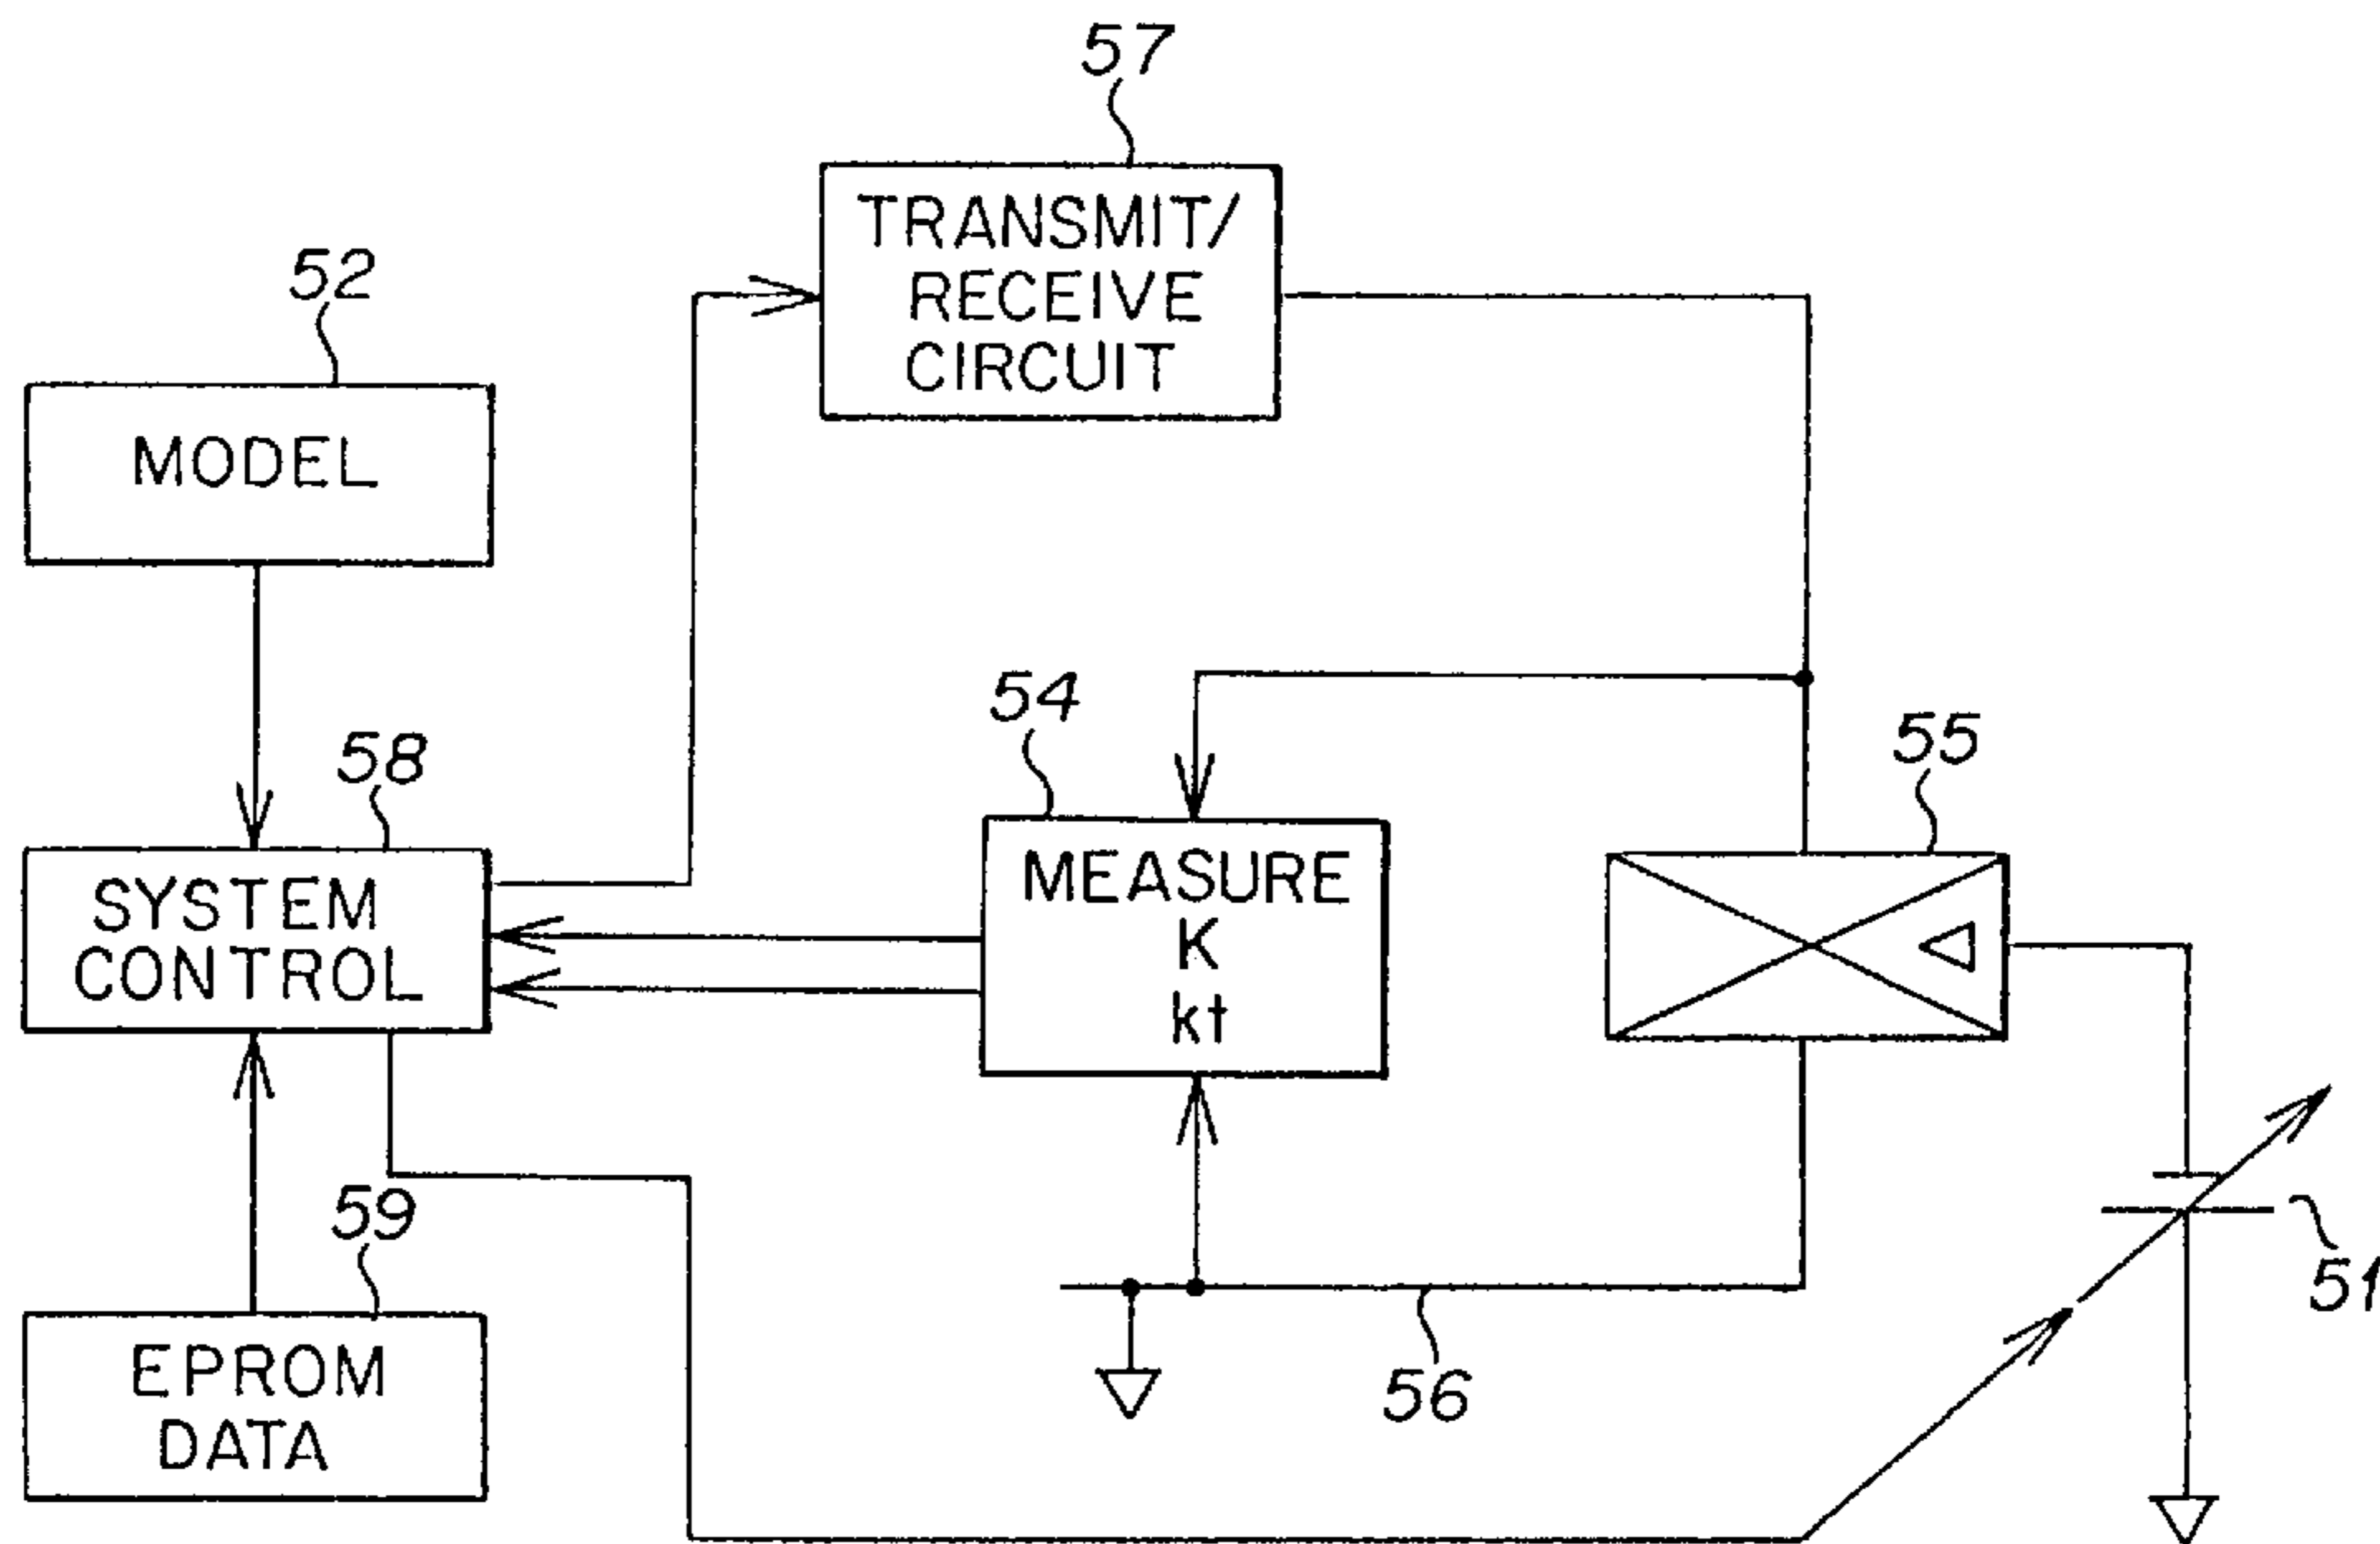 57
TRANSMIT/
RECEIVE
CIRCUIT
52
MODEL
54
55
58
SYSTEM
CONTROL
MEASURE
K
kt
59
EPROM
DATA
56
51